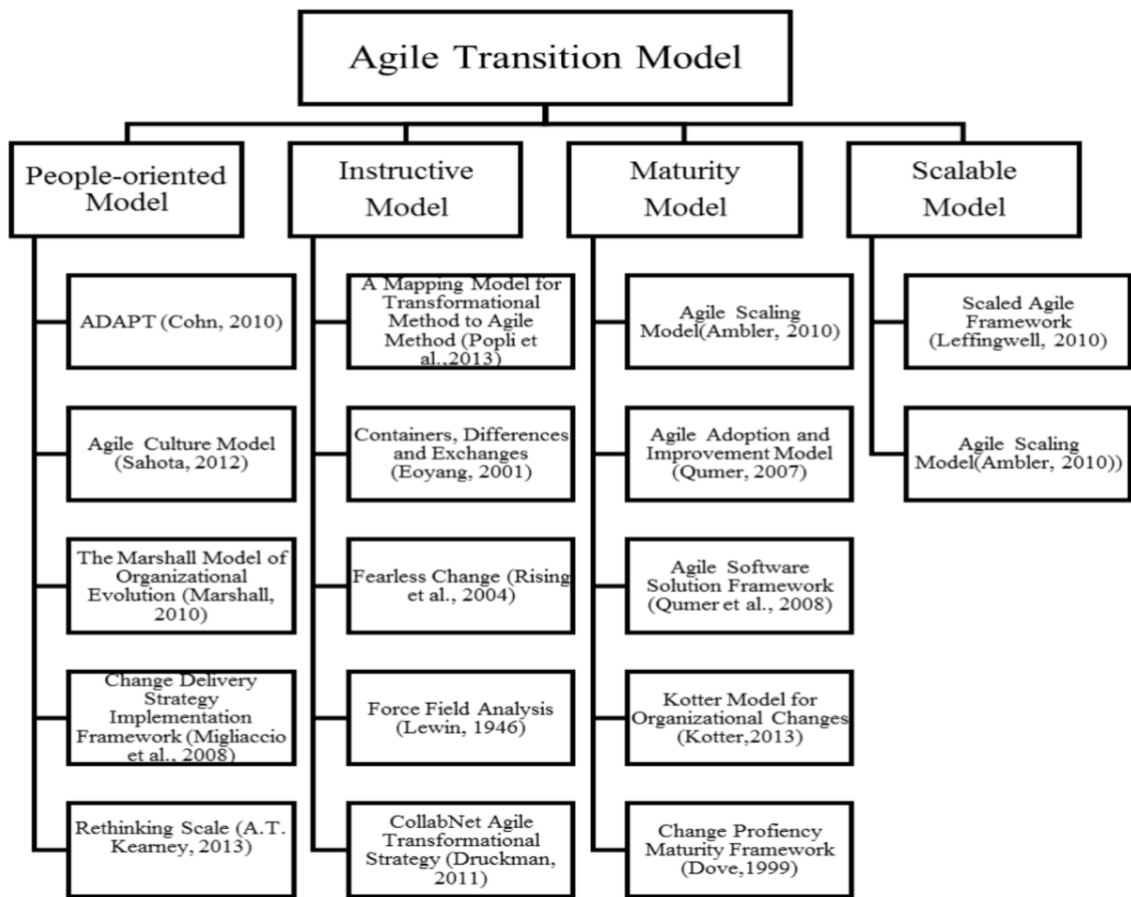 Agile Transition Model
People-oriented
Model
Instructive
Model
Maturity
Model
Scalable
Model
ADAPT (Cohn, 2010)
Agile Culture Model
(Sahota, 2012)
The Marshall Model of
Organizational
Evolution (Marshall,
2010)
Change Delivery
Strategy
Implementation
Framework (Migliaccio
et al., 2008)
Rethinking Scale (A.T.
Kearney, 2013)
A Mapping Model for
Transformational
Method to Agile
Method (Popli et
al.,2013)
Containers, Differences
and Exchanges
(Eoyang, 2001)
Fearless Change (Rising
et al., 2004)
Force Field Analysis
(Lewin, 1946)
CollabNet Agile
Transformational
Strategy (Druckman,
2011)
Agile Scaling
Model(Ambler, 2010)
Agile Adoption and
Improvement Model
(Qumer, 2007)
Agile Software
Solution Framework
(Qumer et al., 2008)
Kotter Model for
Organizational Changes
(Kotter,2013)
Change Profiency
Maturity Framework
(Dove,1999)
Scaled Agile
Framework
(Leffingwell, 2010)
Agile Scaling
Model(Ambler, 2010))